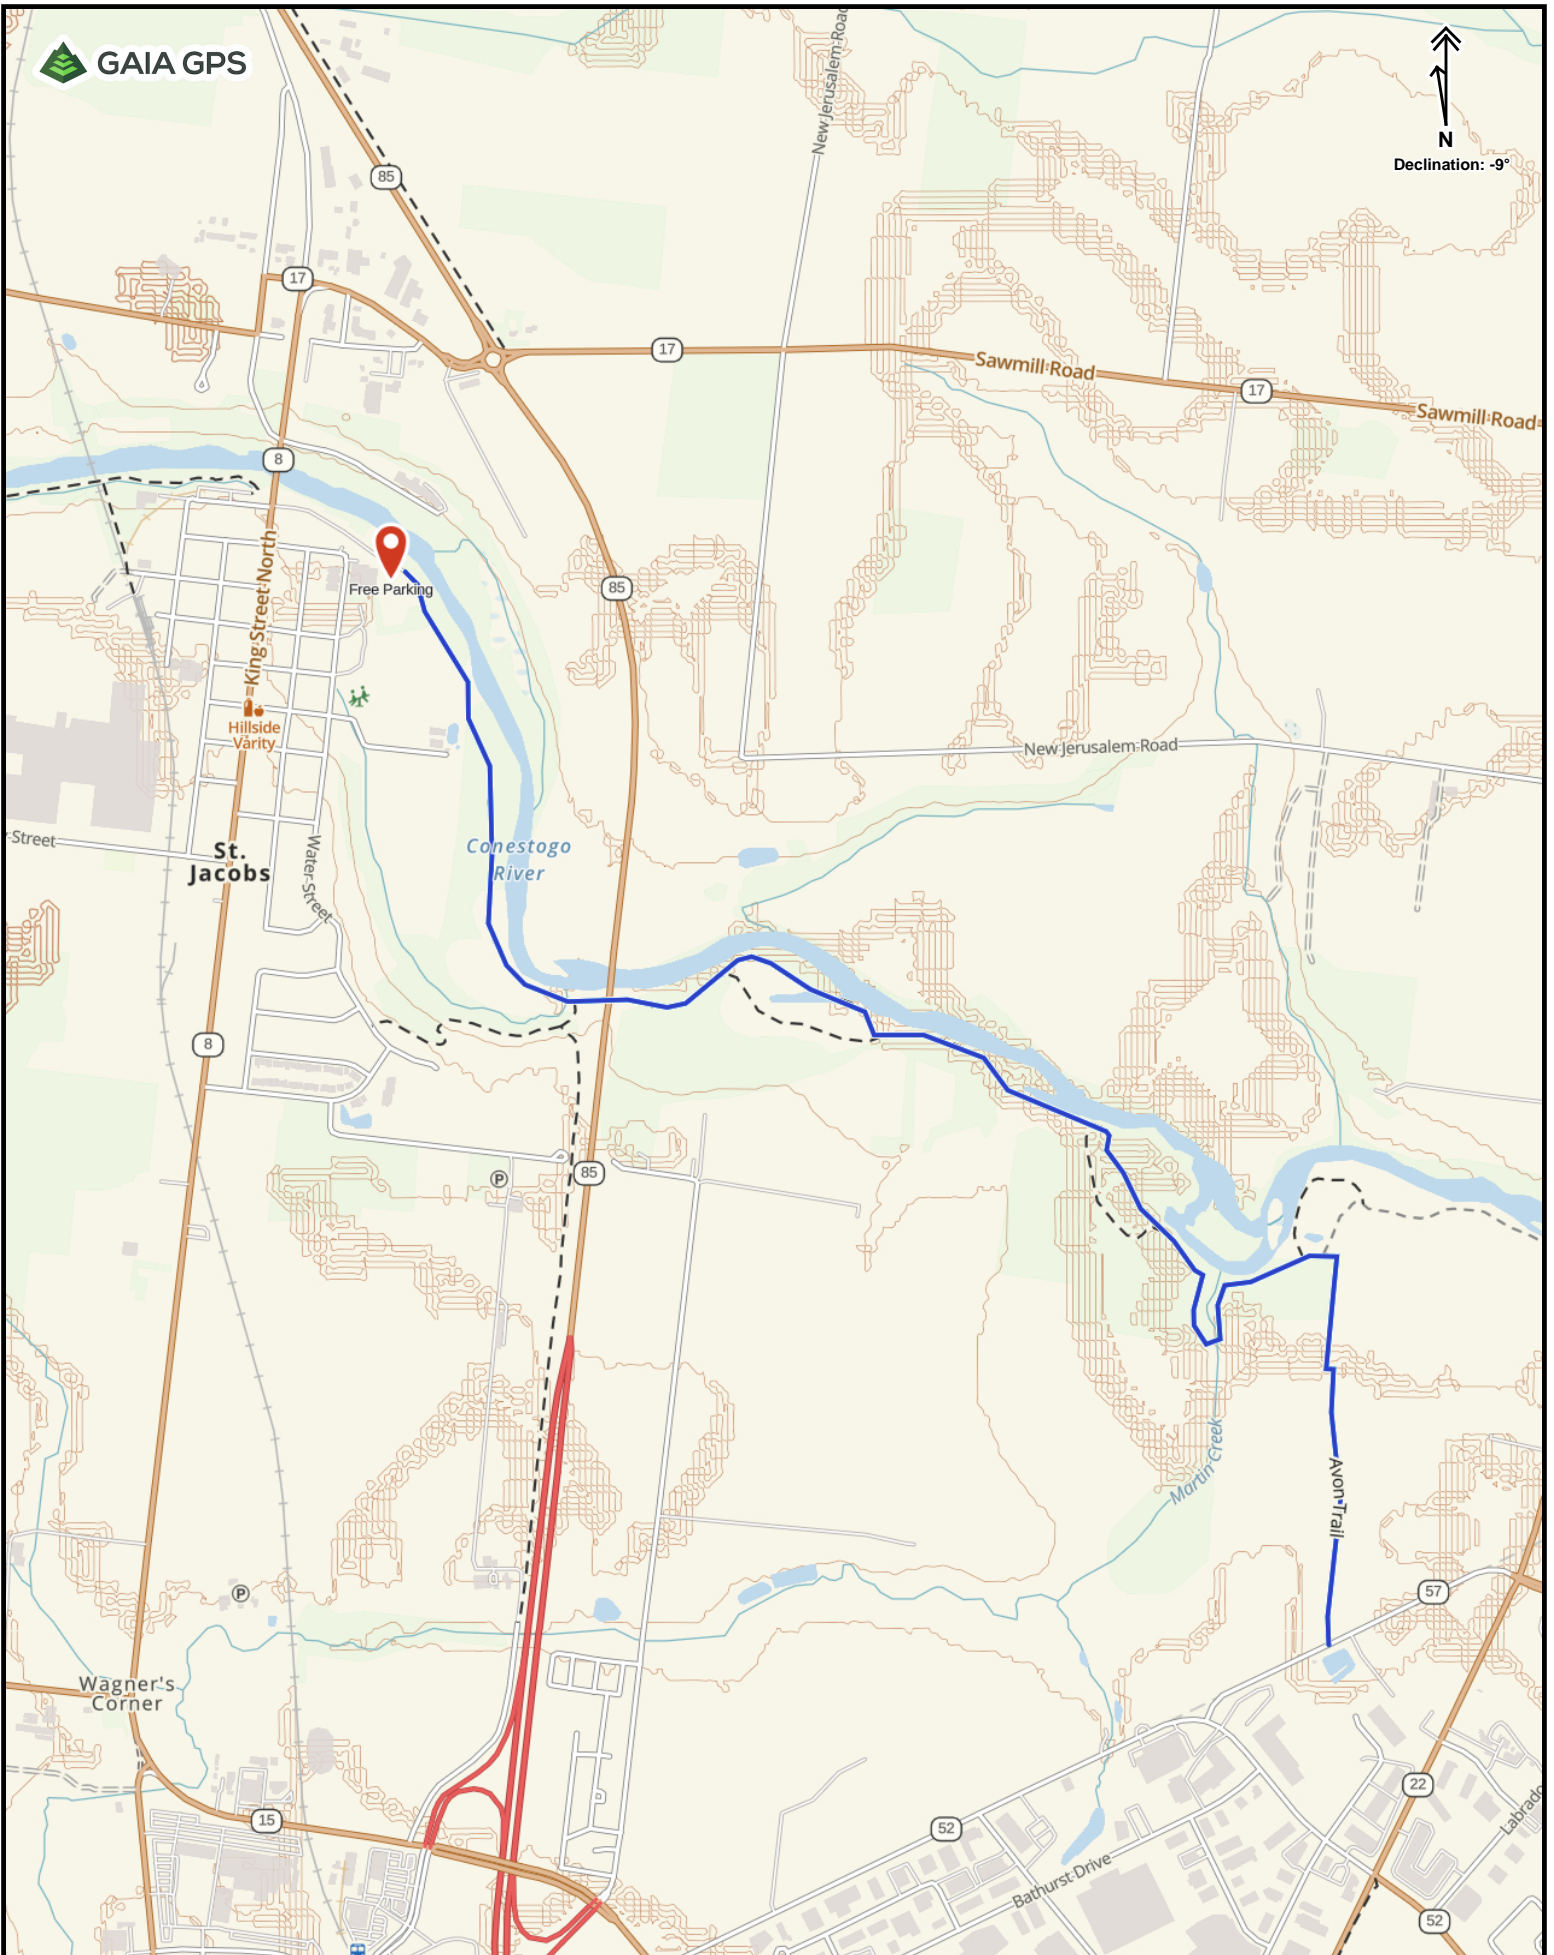 GAIA GPS
N
Declination: -9°
New Jerusalem Road
85
17
17
Sawmill Road
17
Sawmill Road
8
King Street North
Free Parking
85
Hillside
Varity
New Jerusalem Road
Street
St.
Jacobs
Water Street
Conestogo
River
8
85
P
Martin Creek
Avon Trail
P
57
Wagner's
Corner
22
15
52
Bathurst Drive
52